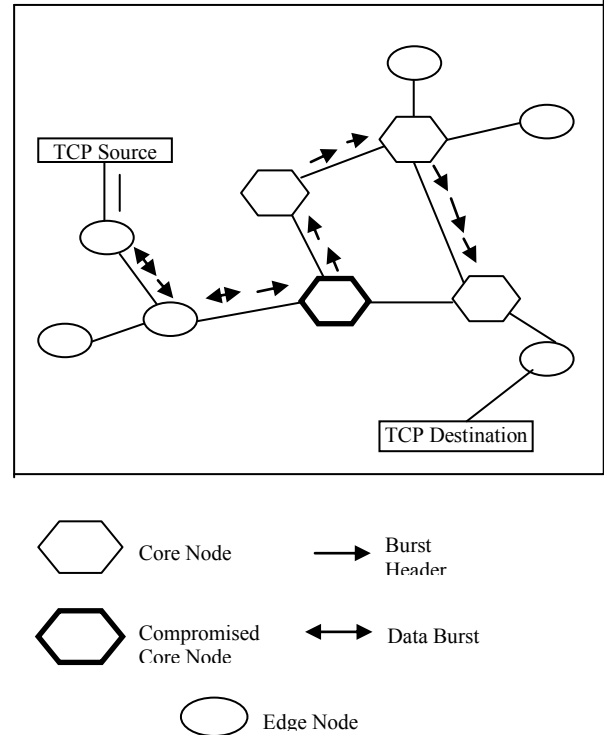 TCP Source
TCP Destination
Core Node
Burst
Header
Compromised
Core Node
Data Burst
Edge Node